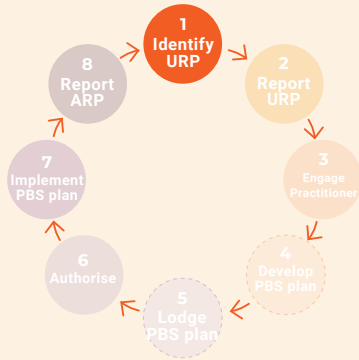 1
Identify
URP
2
Report
URP
3
Engage
Practitioner
4
Develop
PBS plan
5
Lodge
PBS plan
6
Authorise
7
Implement
PBS plan
8
Report
ARP